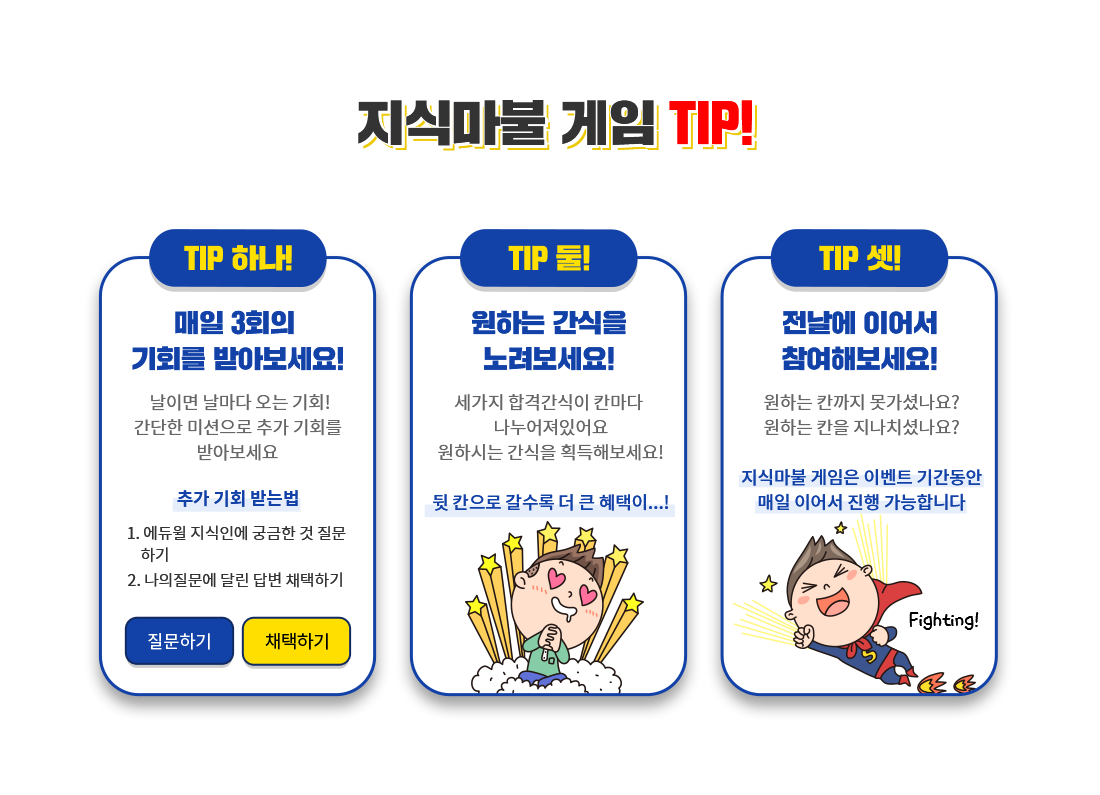 지식마불 게임 TIP!
TIP 하나!
매일 3회의
기회를 받아보세요!
날이면 날마다 오는 기회!
간단한 미션으로 추가 기회를
받아보세요
추가 기회 받는법
1. 에듀윌 지식인에 궁금한 것 질문
하기
2. 나의질문에 달린 답변 채택하기
질문하기
채택하기
TIP 둘!
원하는 간식을
노려보세요!
세가지 합격간식이 칸마다
나누어져있어요
원하시는 간식을 획득해보세요!
뒷 칸으로 갈수록 더 큰 혜택이...!
TIP 셋!
전날에 이어서
참여해보세요!
원하는 칸까지 못가셨나요?
원하는 칸을 지나치셨나요?
지식마불 게임은 이벤트 기간동안
매일 이어서 진행 가능합니다
Fighting!
S